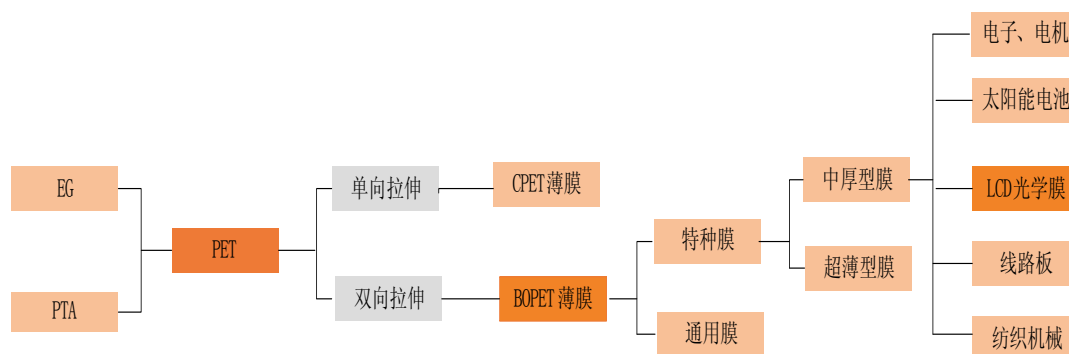 EG
PTA
PET
单向拉伸
双向拉伸
CPET薄膜
BOPET薄膜
特种膜
通用膜
中厚型膜
超薄型膜
电子、电机
太阳能电池
LCD光学膜
线路板
纺织机械